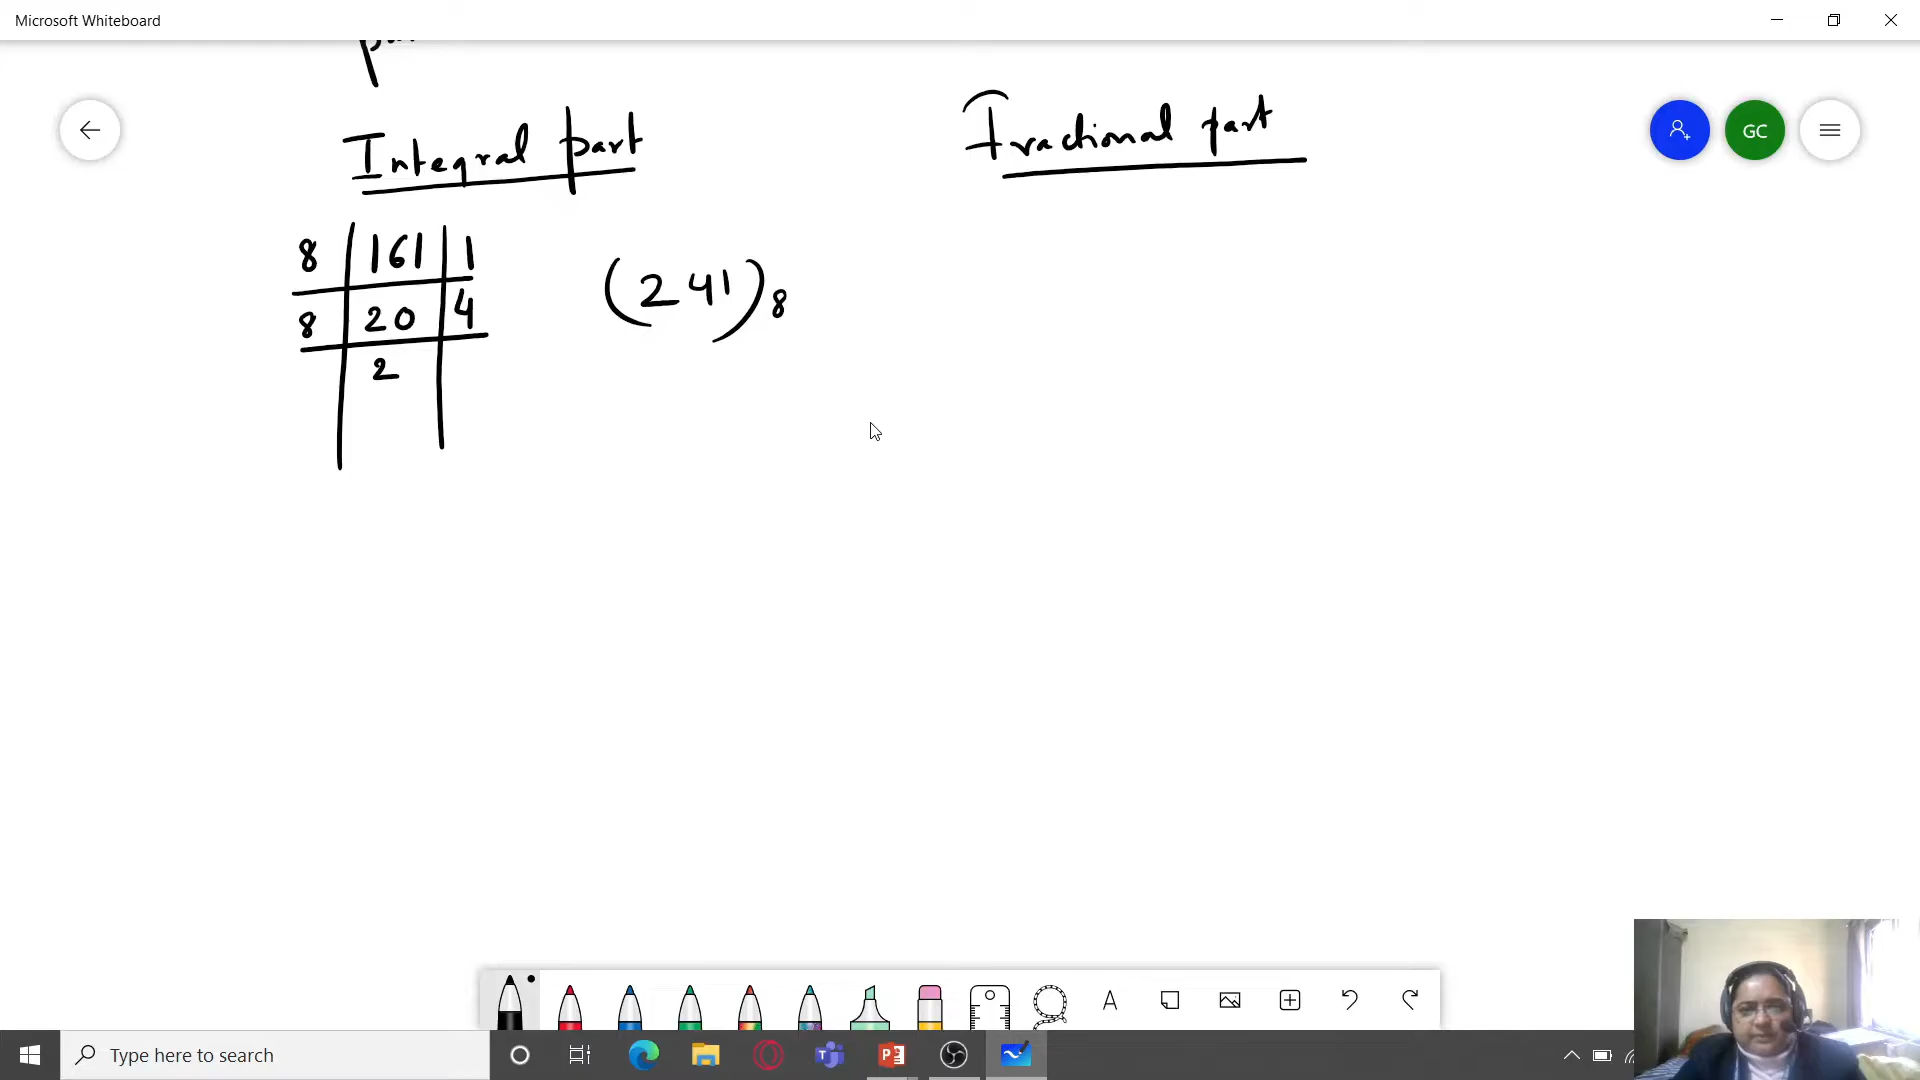 Microsoft Whiteboard
Integral part
Fractional part
GC
8 161 1
8 20 4
2
(241)8
A
Type here to search